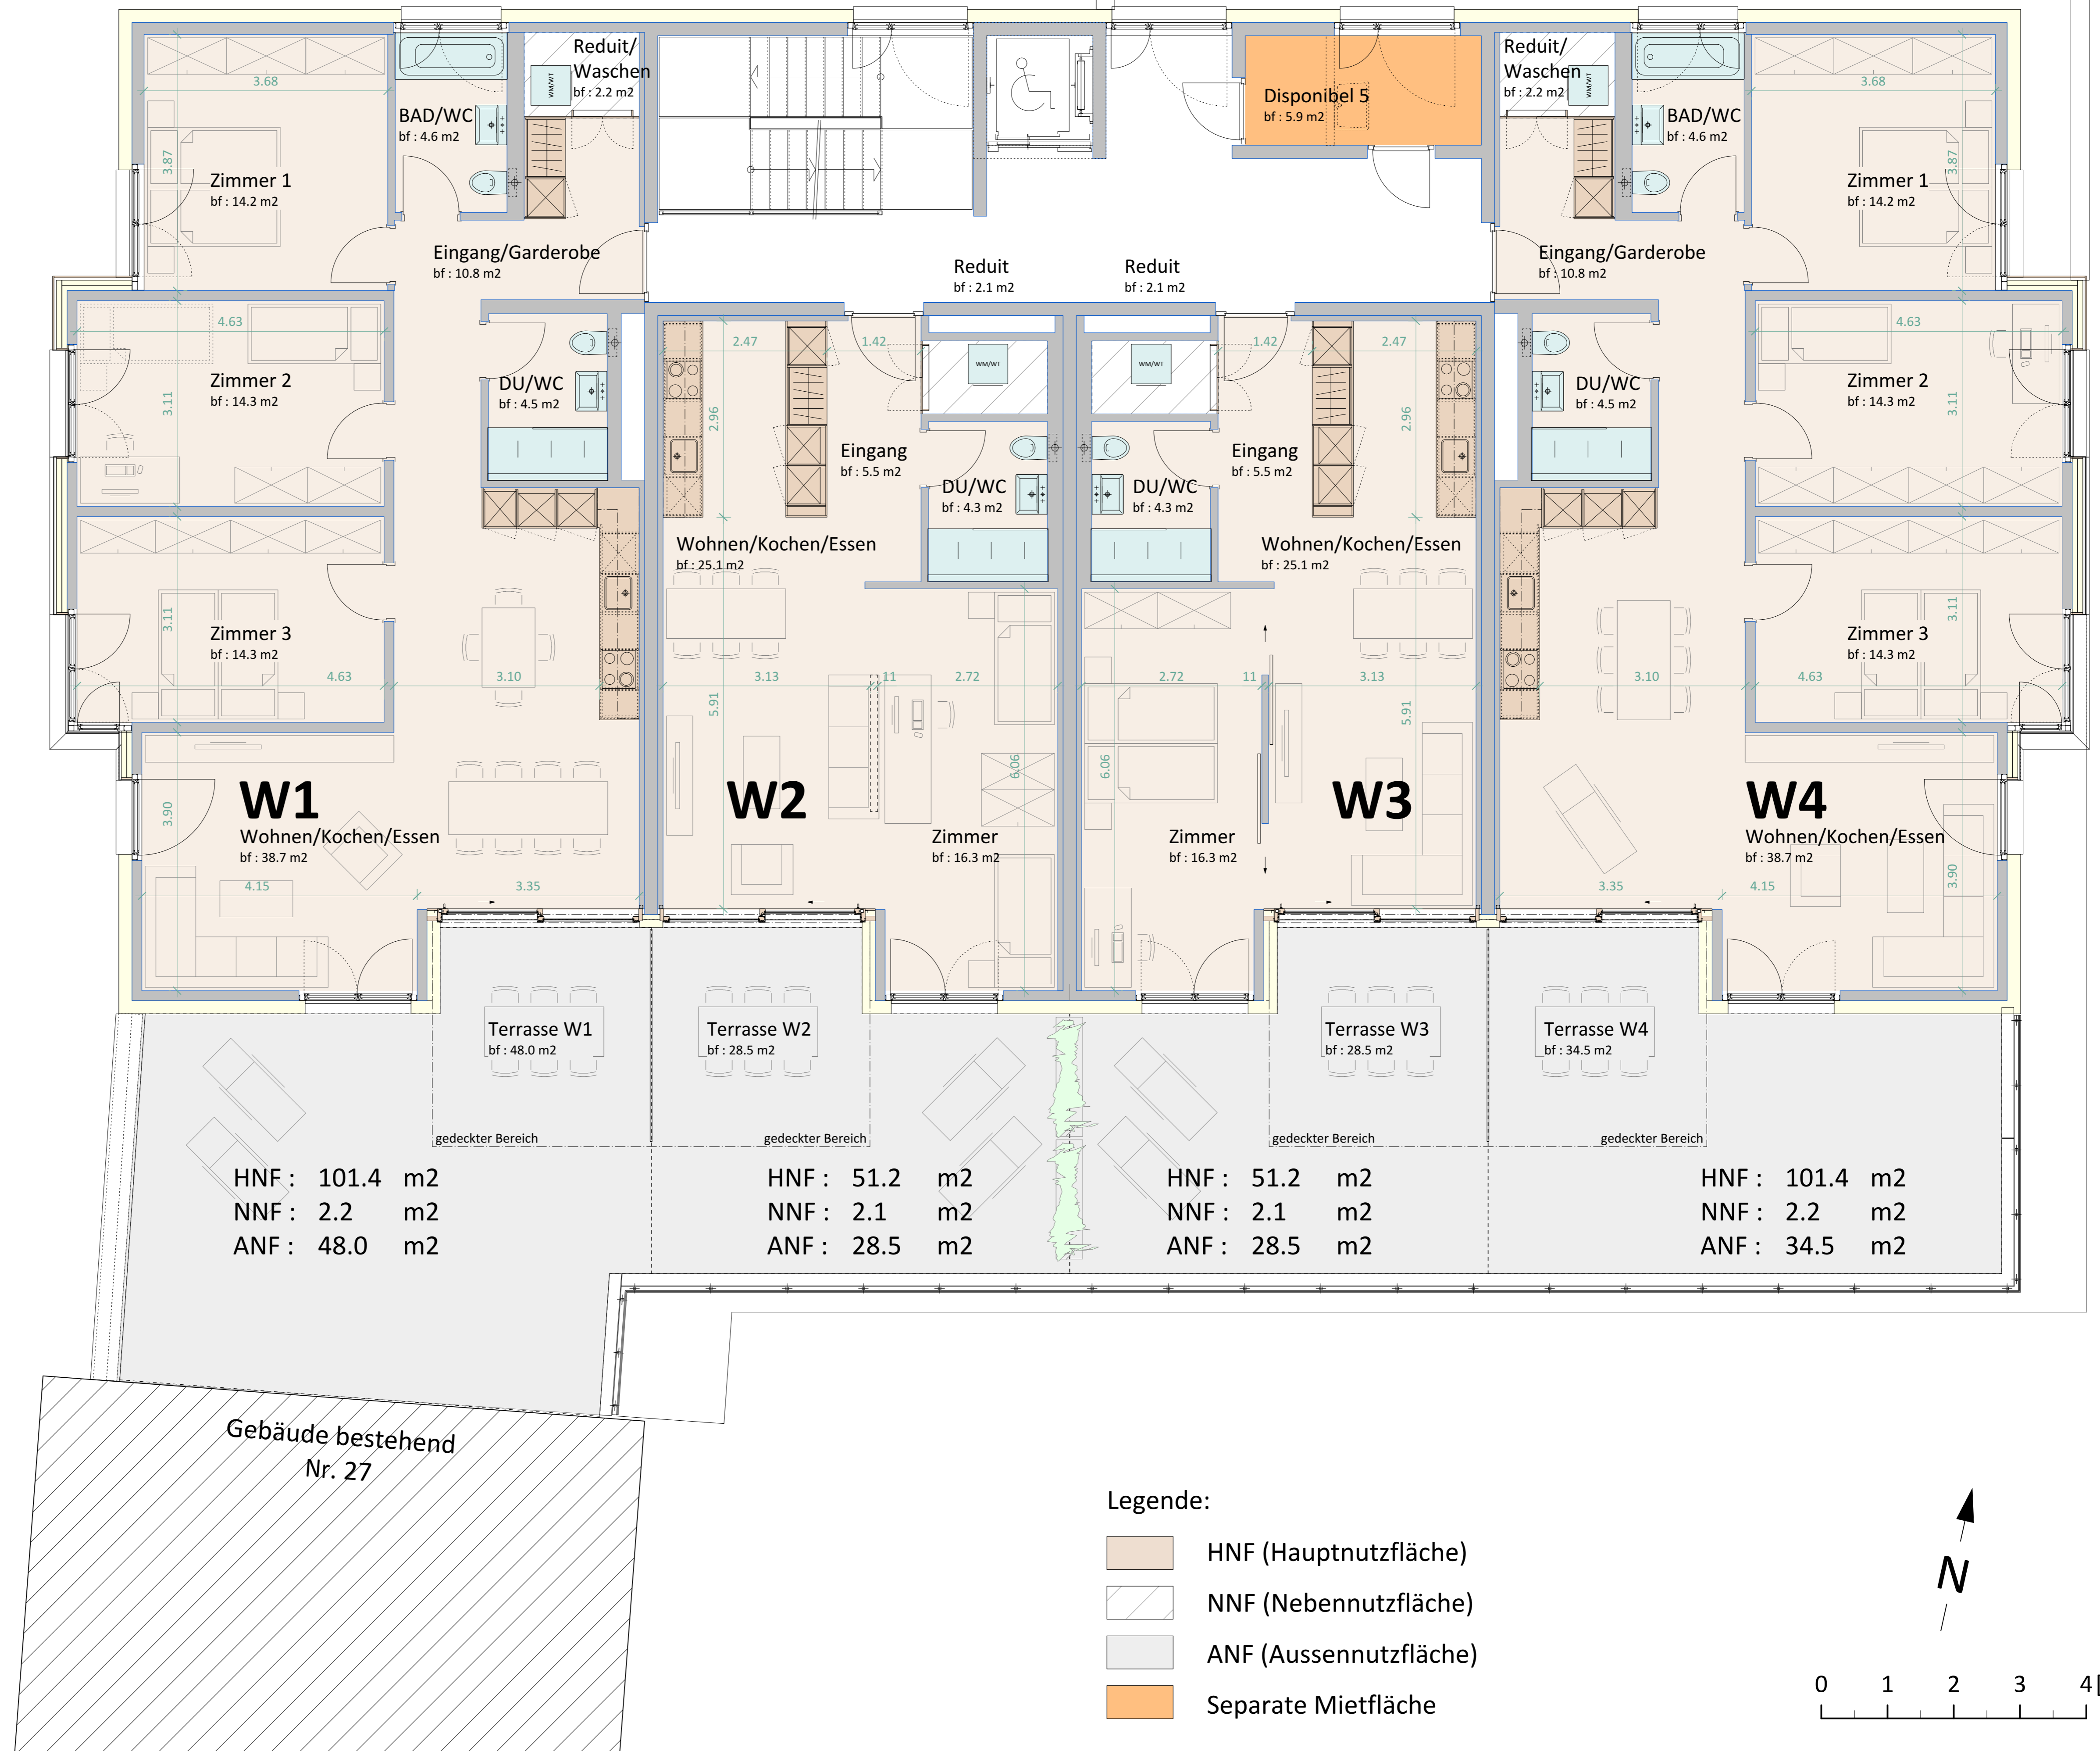 Reduit/
Waschen
bf : 2.2 m2
WM/WT
3.68
BAD/WC
bf : 4.6 m2
3.87
Zimmer 1
bf : 14.2 m2
Eingang/Garderobe
bf : 10.8 m2
4.63
Zimmer 2
bf : 14.3 m2
3.11
DU/WC
bf : 4.5 m2
Zimmer 3
bf : 14.3 m2
3.11
4.63
3.10
W1
Wohnen/Kochen/Essen
bf : 38.7 m2
3.90
4.15
3.35
Disponibel 5
bf : 5.9 m2
Reduit
bf : 2.1 m2
Reduit
bf : 2.1 m2
2.47
1.42
WM/WT
2.96
Eingang
bf : 5.5 m2
DU/WC
bf : 4.3 m2
Wohnen/Kochen/Essen
bf : 25.1 m2
3.13
11
2.72
5.91
6.06
W2
Zimmer
bf : 16.3 m2
WM/WT
1.42
2.47
2.96
Eingang
bf : 5.5 m2
DU/WC
bf : 4.3 m2
Wohnen/Kochen/Essen
bf : 25.1 m2
2.72
11
3.13
5.91
6.06
W3
Zimmer
bf : 16.3 m2
Reduit/
Waschen
bf : 2.2 m2
WM/WT
BAD/WC
bf : 4.6 m2
3.68
3.87
Zimmer 1
bf : 14.2 m2
Eingang/Garderobe
bf : 10.8 m2
4.63
DU/WC
bf : 4.5 m2
Zimmer 2
bf : 14.3 m2
3.11
Zimmer 3
bf : 14.3 m2
3.11
3.10
4.63
W4
Wohnen/Kochen/Essen
bf : 38.7 m2
3.90
3.35
4.15
Terrasse W1
bf : 48.0 m2
Terrasse W2
bf : 28.5 m2
Terrasse W3
bf : 28.5 m2
Terrasse W4
bf : 34.5 m2
gedeckter Bereich
gedeckter Bereich
gedeckter Bereich
gedeckter Bereich
HNF : 101.4 m2
NNF : 2.2 m2
ANF : 48.0 m2
HNF : 51.2 m2
NNF : 2.1 m2
ANF : 28.5 m2
HNF : 51.2 m2
NNF : 2.1 m2
ANF : 28.5 m2
HNF : 101.4 m2
NNF : 2.2 m2
ANF : 34.5 m2
Gebäude bestehend
Nr. 27
Legende:
HNF (Hauptnutzfläche)
NNF (Nebennutzfläche)
ANF (Aussennutzfläche)
Separate Mietfläche
N
0 1 2 3 4